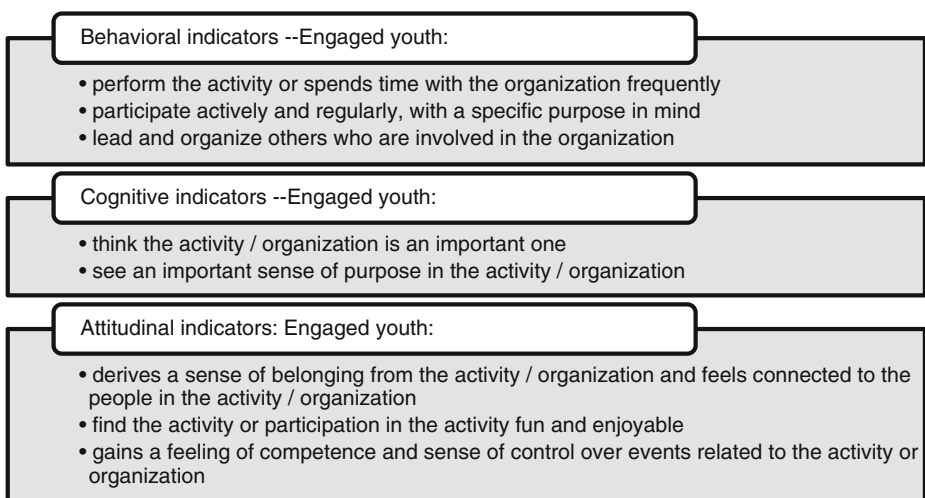 Behavioral indicators --Engaged youth:
• perform the activity or spends time with the organization frequently
• participate actively and regularly, with a specific purpose in mind
• lead and organize others who are involved in the organization
Cognitive indicators --Engaged youth:
• think the activity / organization is an important one
• see an important sense of purpose in the activity / organization
Attitudinal indicators: Engaged youth:
• derives a sense of belonging from the activity / organization and feels connected to the
people in the activity / organization
• find the activity or participation in the activity fun and enjoyable
• gains a feeling of competence and sense of control over events related to the activity or
organization